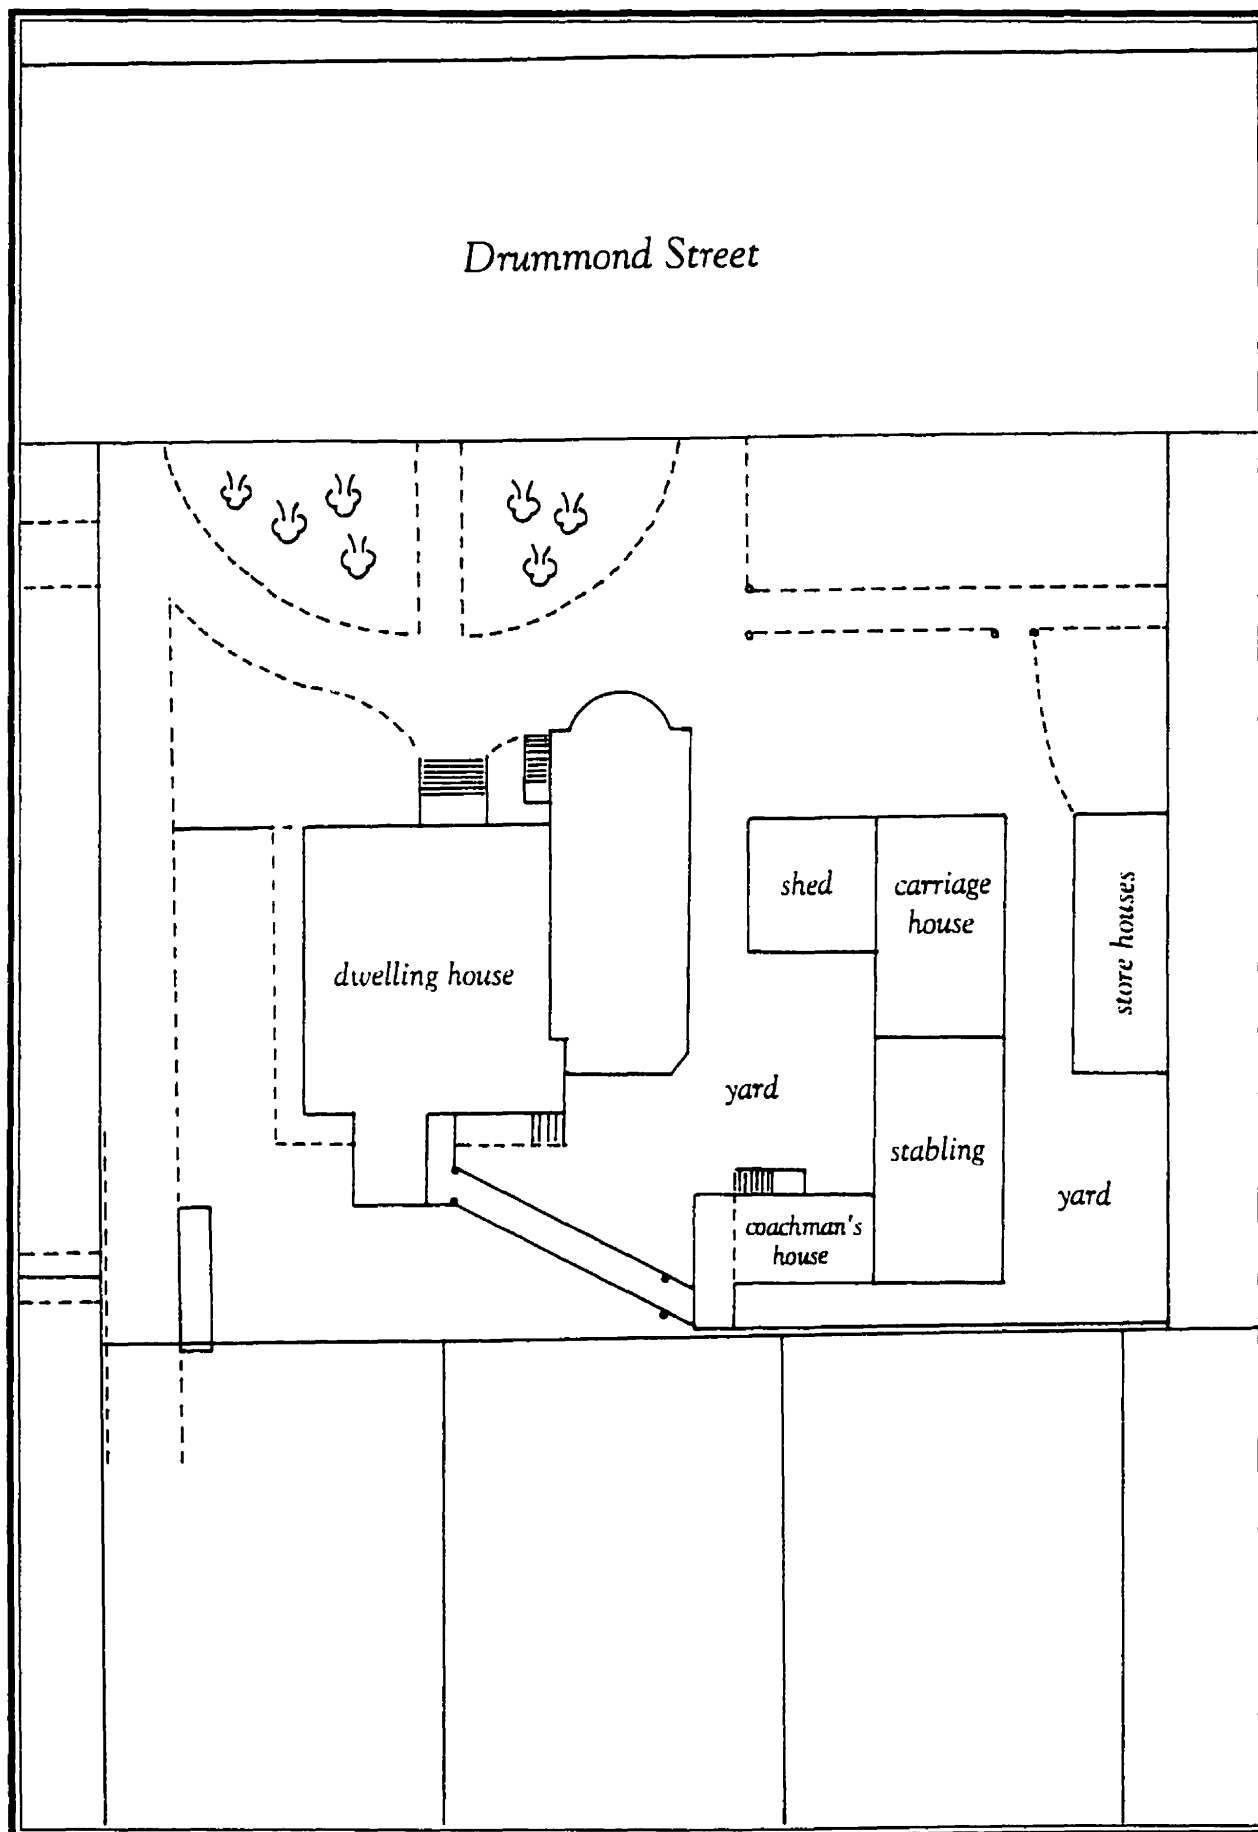 Drummond Street
shed
carriage
house
store houses
dwelling house
yard
stabling
yard
coachman's
house